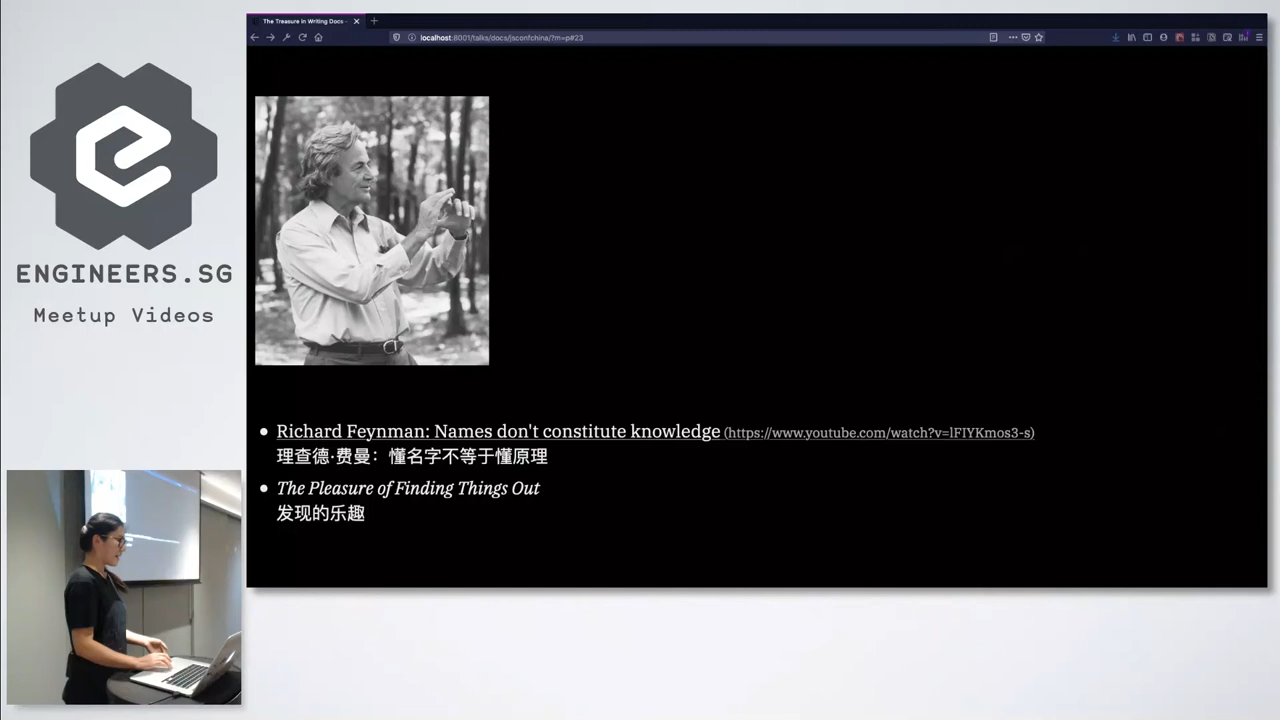 The Treasure in Writing Docs -
localhost:8001/talks/docs/jsconfchina/?m=p#23
ENGINEERS.SG
Meetup Videos
Richard Feynman: Names don't constitute knowledge (https://www.youtube.com/watch?v=lFIYKmos3-s)
理查德·费曼：懂名字不等于懂原理
The Pleasure of Finding Things Out
发现的乐趣